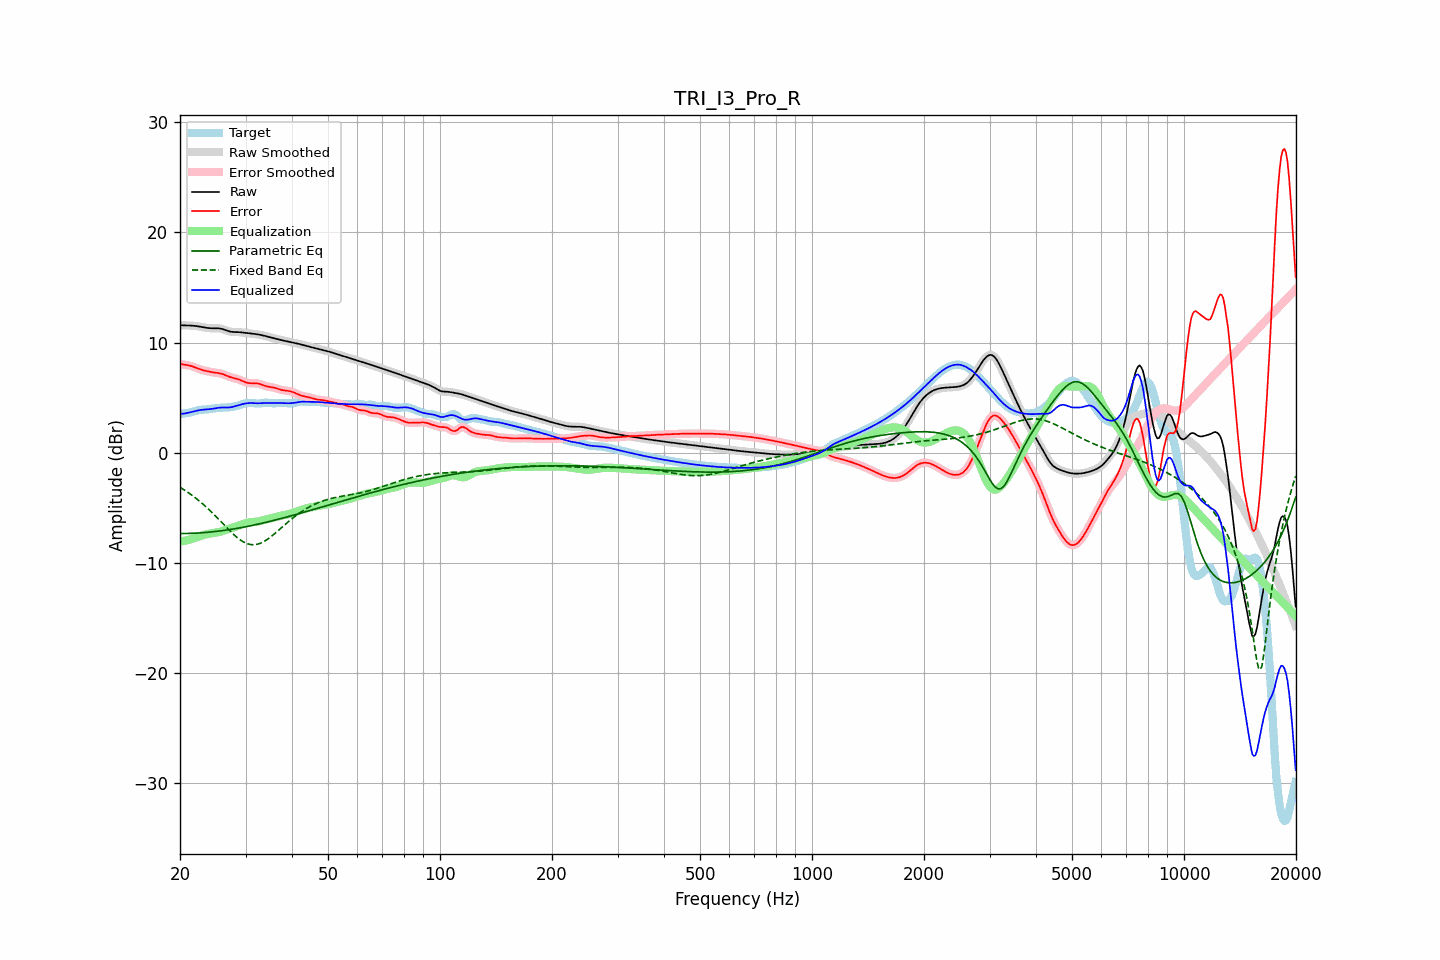 TRI_I3_Pro_R
Amplitude (dBr)
30
20
10
0
−10
−20
−30
Target
Raw Smoothed
Error Smoothed
Raw
Error
Equalization
Parametric Eq
Fixed Band Eq
Equalized
20 50 100 200 500 1000 2000 5000 10000 20000
Frequency (Hz)